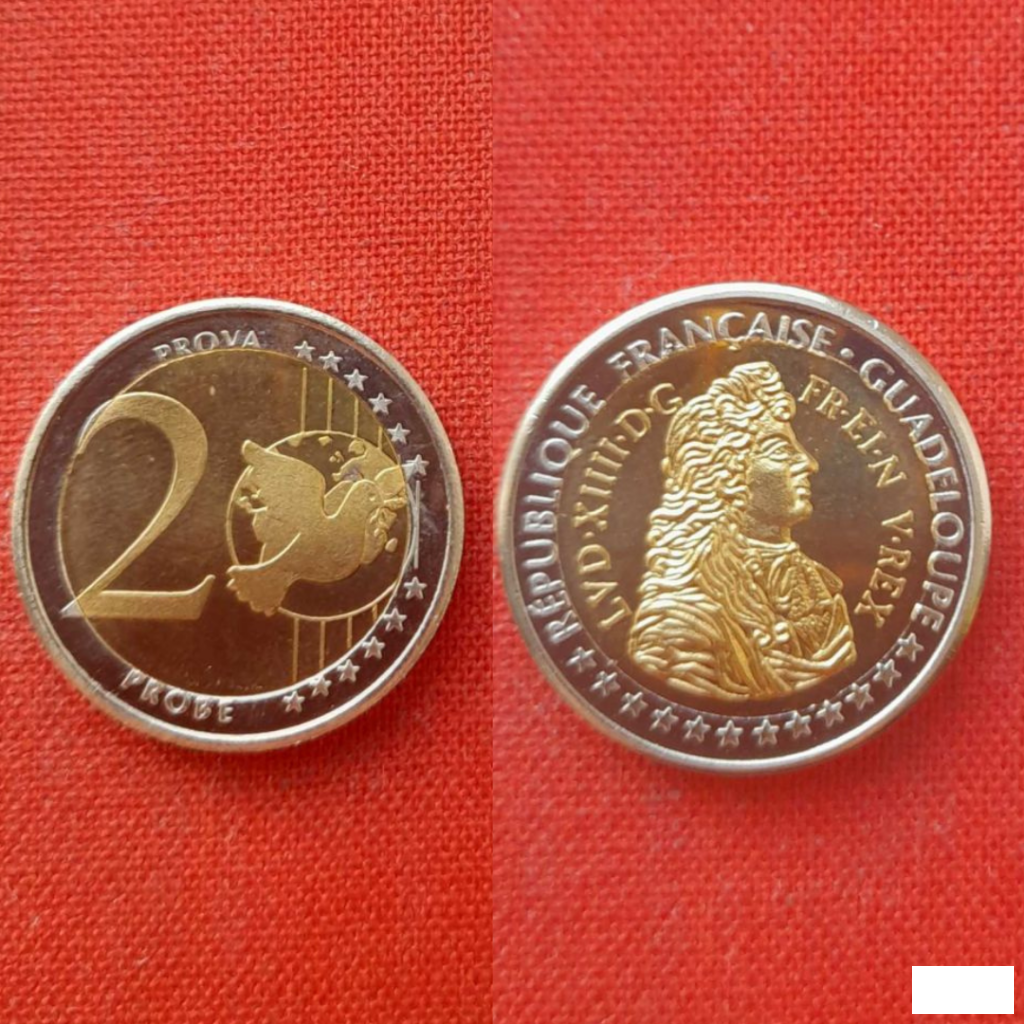 PROVA
2
PROBE
RÉPUBLIQUE FRANÇAISE · GUADELOUPE
LVD·XIIII·D·G FR·ET·N V·REX